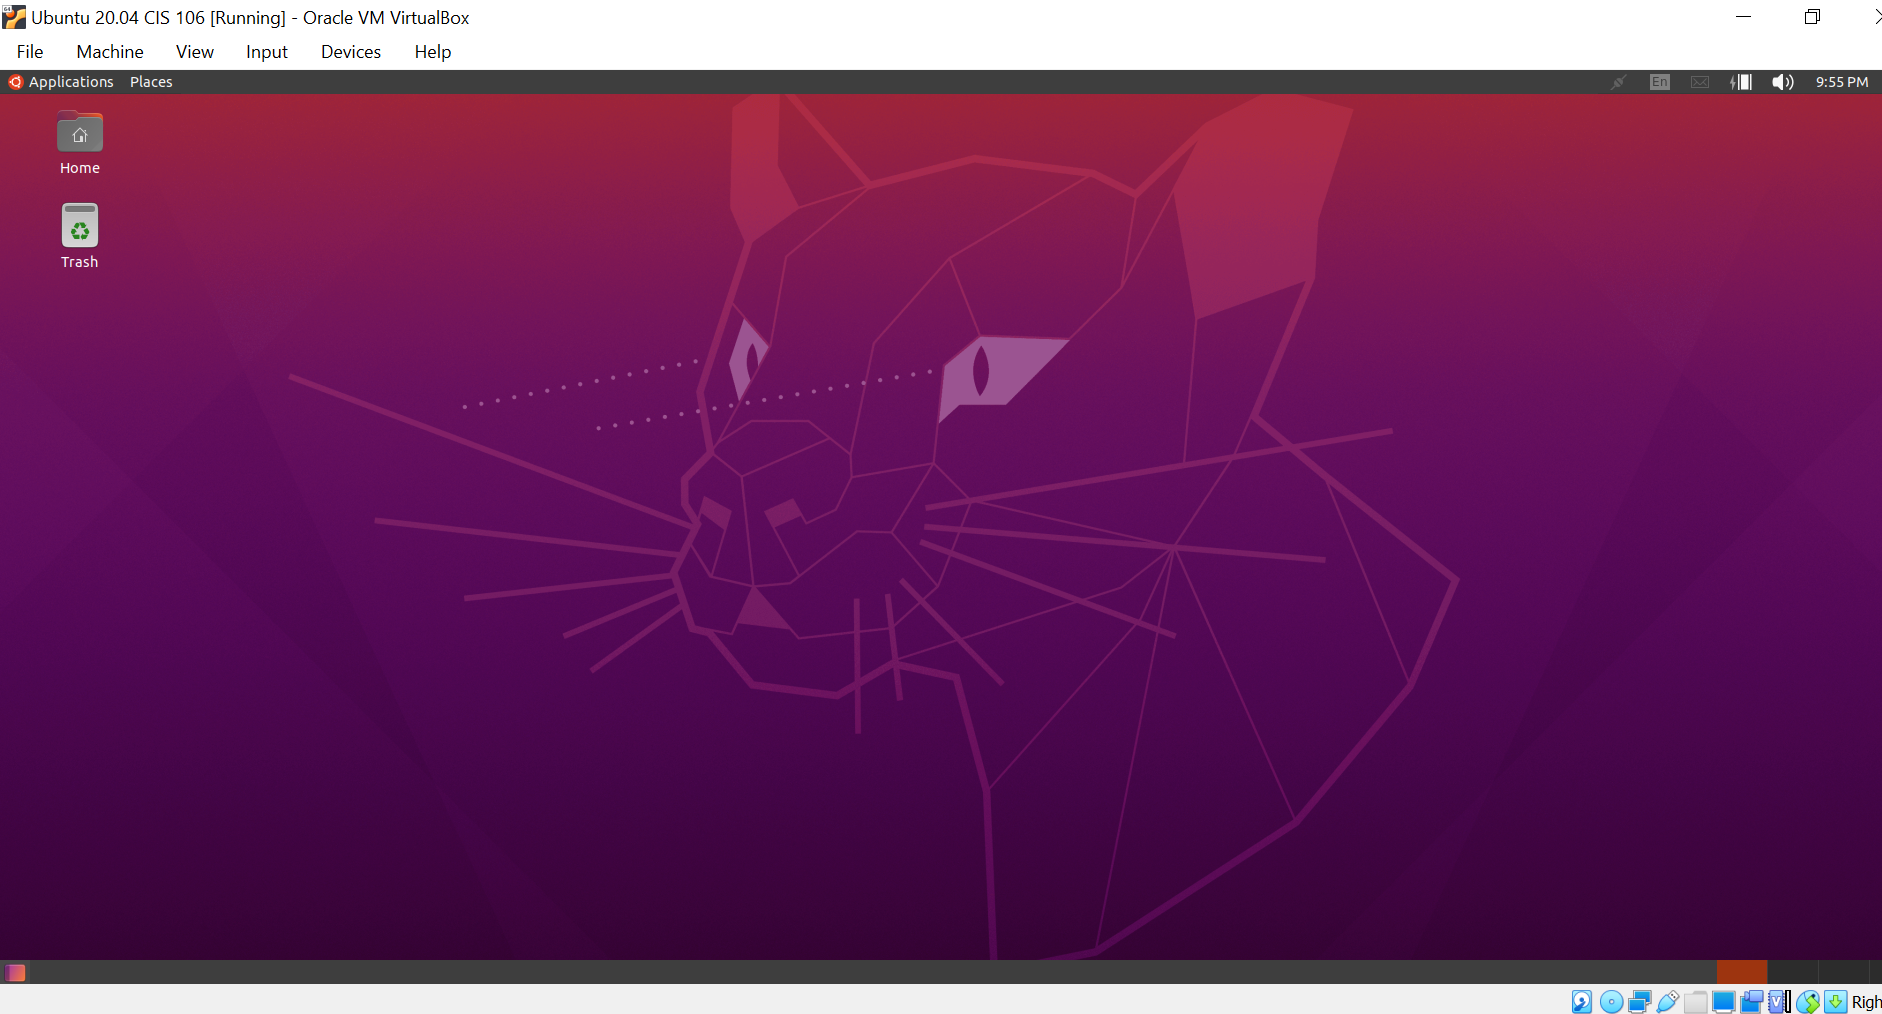 Ubuntu 20.04 CIS 106 [Running] - Oracle VM VirtualBox
File Machine View Input Devices Help
Applications Places En 9:55 PM
Home
Trash
Righ